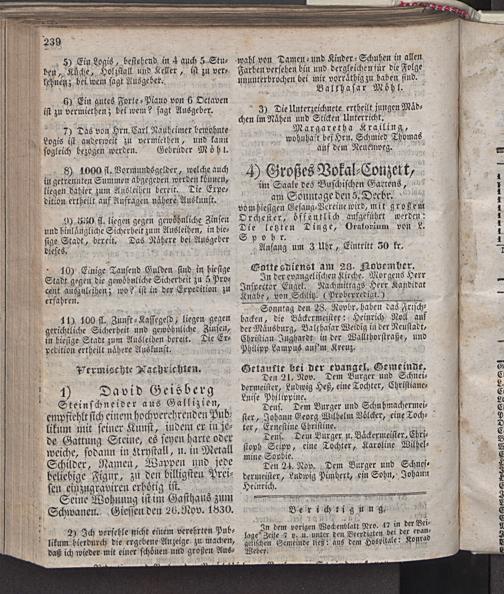 239
5) Ein Logis, bestehend in 4 auch 5 Stu-
ben, Küche, Holzstall und Keller, ist zu ver-
lehnen; bei wem sagt Ausgeber.
6) Ein gutes Forte-Piano von 6 Octaven
ist zu vermiethen; bei wem? sagt Ausgeber.
7) Das von Hrn. Carl Nauheimer bewohnte
Logis ist anderweit zu vermiethen, und kann
sogleich bezogen werden. Gebrüder Möhl.
8) 1000 fl. Vormundsgelder, welche auch
in getrennten Summen abgegeben werden können,
liegen dahier zum Ausleihen bereit. Die Expe-
dition ertheilt auf Anfragen nähere Auskunft.
9) 550 fl. liegen gegen gewöhnliche Zinsen
und hinlängliche Sicherheit zum Ausleihen, in hie-
sige Stadt, bereit. Das Nähere bei Ausgeber
dieses.
10) Einige Tausend Gulden sind in hiesige
Stadt gegen die gewöhnliche Sicherheit zu 5 Pro-
cent auszuleihen; wo? ist in der Expedition zu
erfahren.
11) 100 fl. Zunft-Kassegeld, liegen gegen
gerichtliche Sicherheit und gewöhnliche Zinsen,
in hiesige Stadt zum Ausleihen bereit. Die Ex-
pedition ertheilt nähere Auskunft.
Vermischte Nachrichten.
1) David Geisberg
Steinschneider aus Gallizien,
empfiehlt sich einem hochverehrenden Pub-
likum mit seiner Kunst, indem er in je-
de Gattung Steine, es seyen harte oder
weiche, sodann in Krystall, u. in Metall
Schilder, Namen, Wappen und jede
beliebige Figur, zu den billigsten Prei-
sen einzugraviren erbötig ist.
Seine Wohnung ist im Gasthaus zum
Schwanen. Giessen den 26. Nov. 1830.
2) Ich verfehle nicht einem verehrten Pub-
likum hierdurch die ergebene Anzeige zu machen,
daß ich wieder mit einer schönen und großen Aus-
wahl von Damen- und Kinder-Schuhen in allen
Farben versehen bin und dergleichen für die Folge
ununterbrochen bei mir vorräthig zu haben sind.
Balthasar Möhl.
3) Die Unterzeichnete ertheilt jungen Mäd-
chen im Nähen und Sticken Unterricht.
Margaretha Krailing,
wohnhaft bei Hrn. Schmied Thomas
auf dem Neuenweg.
4) Großes Vokal-Conzert,
im Saale des Buschischen Gartens,
am Sonntage den 5. Decbr.
vom hiesigen Gesang-Vereine wird, mit großem
Orchester, öffentlich aufgeführt werden:
Die letzten Dinge, Oratorium von L.
Spohr.
Anfang um 3 Uhr, Eintritt 30 kr.
Gottesdienst am 28. November.
In der evangelischen Kirche. Morgens Herr
Inspector Engel. Nachmittags Herr Kandidat
Knabe, von Schlitz. (Probepredigt.)
Sonntag den 28. Novbr. haben das Frisch-
backen, die Bäckermeister: Heinrich Noll auf
der Mäusburg, Balthasar Weidig in der Neustadt,
Christian Inghardt in der Wallthorstraße, und
Philipp Lampus auf'm Kreuz.
Getaufte bei der evangel. Gemeinde.
Den 21. Nov. Dem Burger und Schnei-
dermeister, Ludwig Heß, eine Tochter, Christiane
Luise Philippine.
Dens. Dem Burger und Schuhmachermei-
ster, Johann Georg Wilhelm Völcker, eine Toch-
ter, Ernestine Christine.
Dens. Dem Burger u. Bäckermeister, Chri-
stoph Seipp, eine Tochter, Karoline Wilhel-
mine Sophie.
Den 24. Nov. Dem Burger und Schnei-
dermeister, Ludwig Pinhert, ein Sohn, Johann
Heinrich.
Berichtigung.
In dem vorigen Wochenblatt Nro. 47 in der Bei-
lage Seite v. u. unter den Beerdigten bei der evan-
gelischen Gemeinde ließ: aus dem Hospitale: Konrad
Weber.